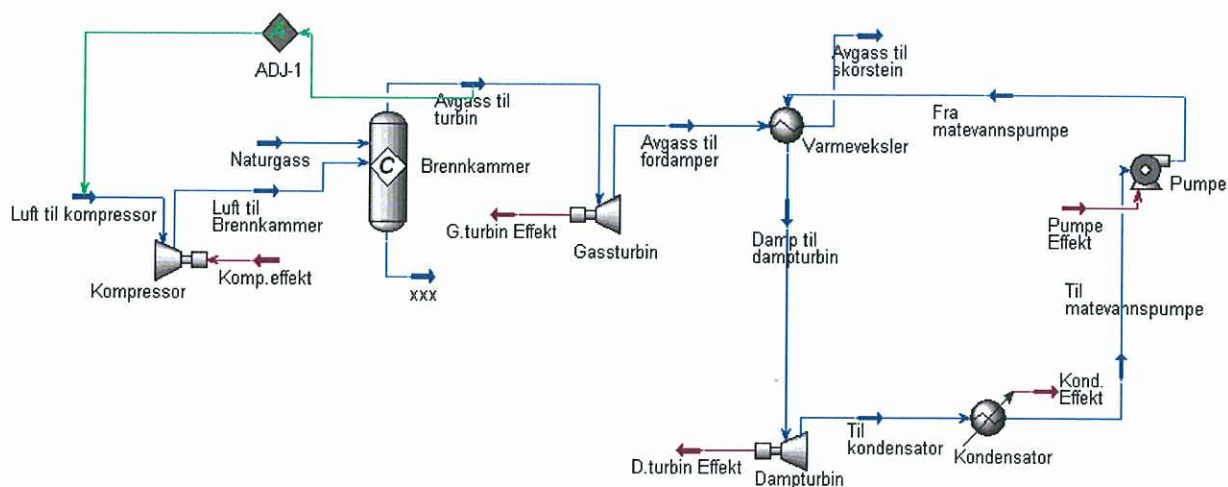 ADJ-1
Avgass til
turbin
Naturgass
Brennkammer
C
Luft til kompressor
Luft til
Brennkammer
Kompressor
Komp.effekt
xxx
G.turbin Effekt
Gassturbin
Avgass til
fordamper
Avgass til
skorstein
Varmeveksler
Fra
matevannspumpe
Pumpe
Pumpe
Effekt
Damp til
dampturbin
Til
matevannspumpe
Kond.
Effekt
D.turbin Effekt
Dampturbin
Til
kondensator
Kondensator